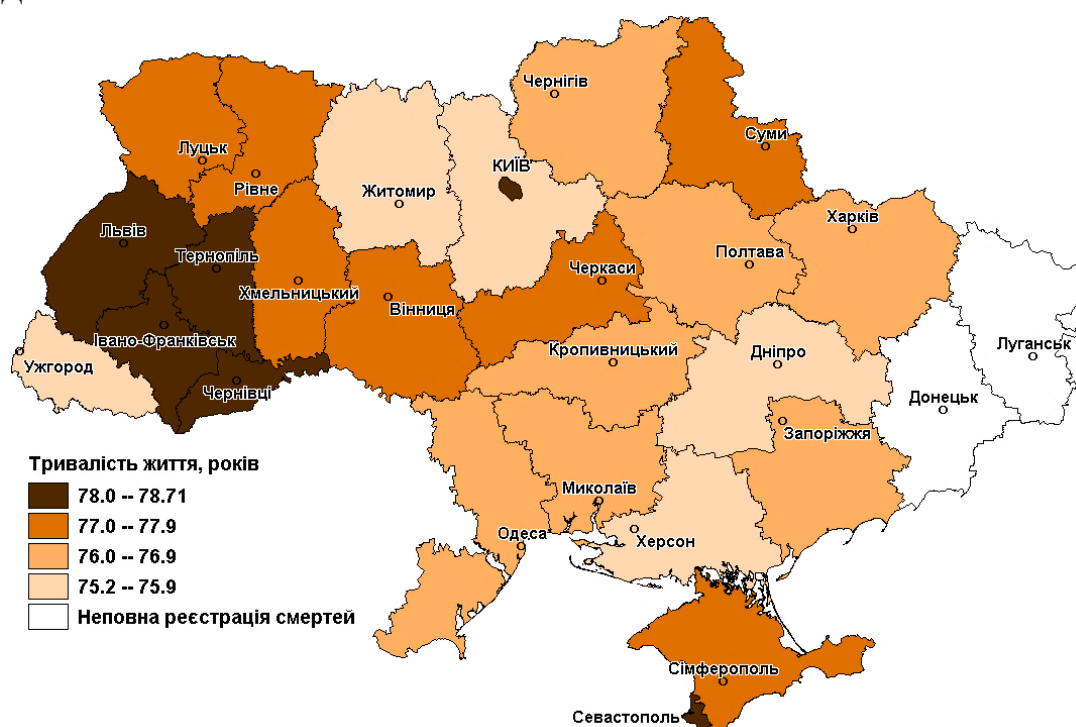 Чернігів
Суми
Луцьк
Рівне
КИЇВ
Житомир
Львів
Тернопіль
Харків
Полтава
Черкаси
Хмельницький
Вінниця
Івано-Франківськ
Кропивницький
Дніпро
Луганськ
Ужгород
Чернівці
Донецьк
Запоріжжя
Тривалість життя, років
78.0 -- 78.71
77.0 -- 77.9
76.0 -- 76.9
75.2 -- 75.9
Неповна реєстрація смертей
Миколаїв
Одеса
Херсон
Сімферополь
Севастополь